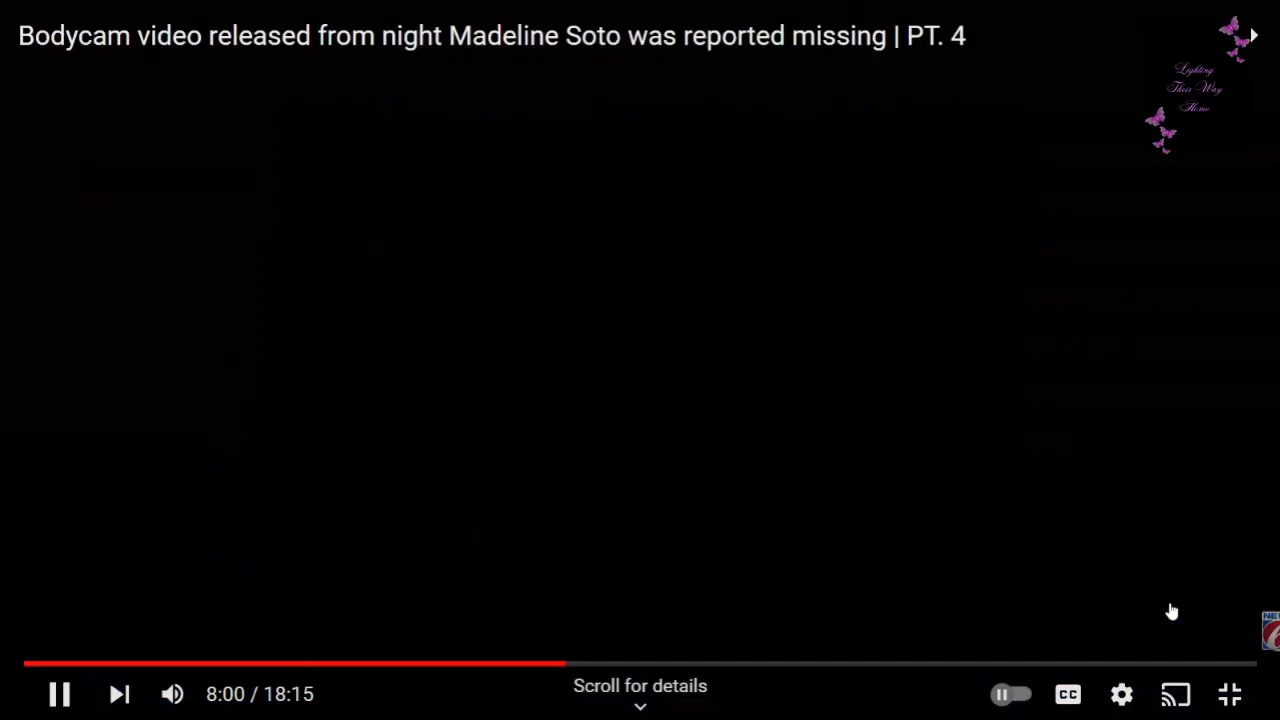 Bodycam video released from night Madeline Soto was reported missing | PT. 4
Lighting
Their Way
Home
8:00 / 18:15
Scroll for details
CC